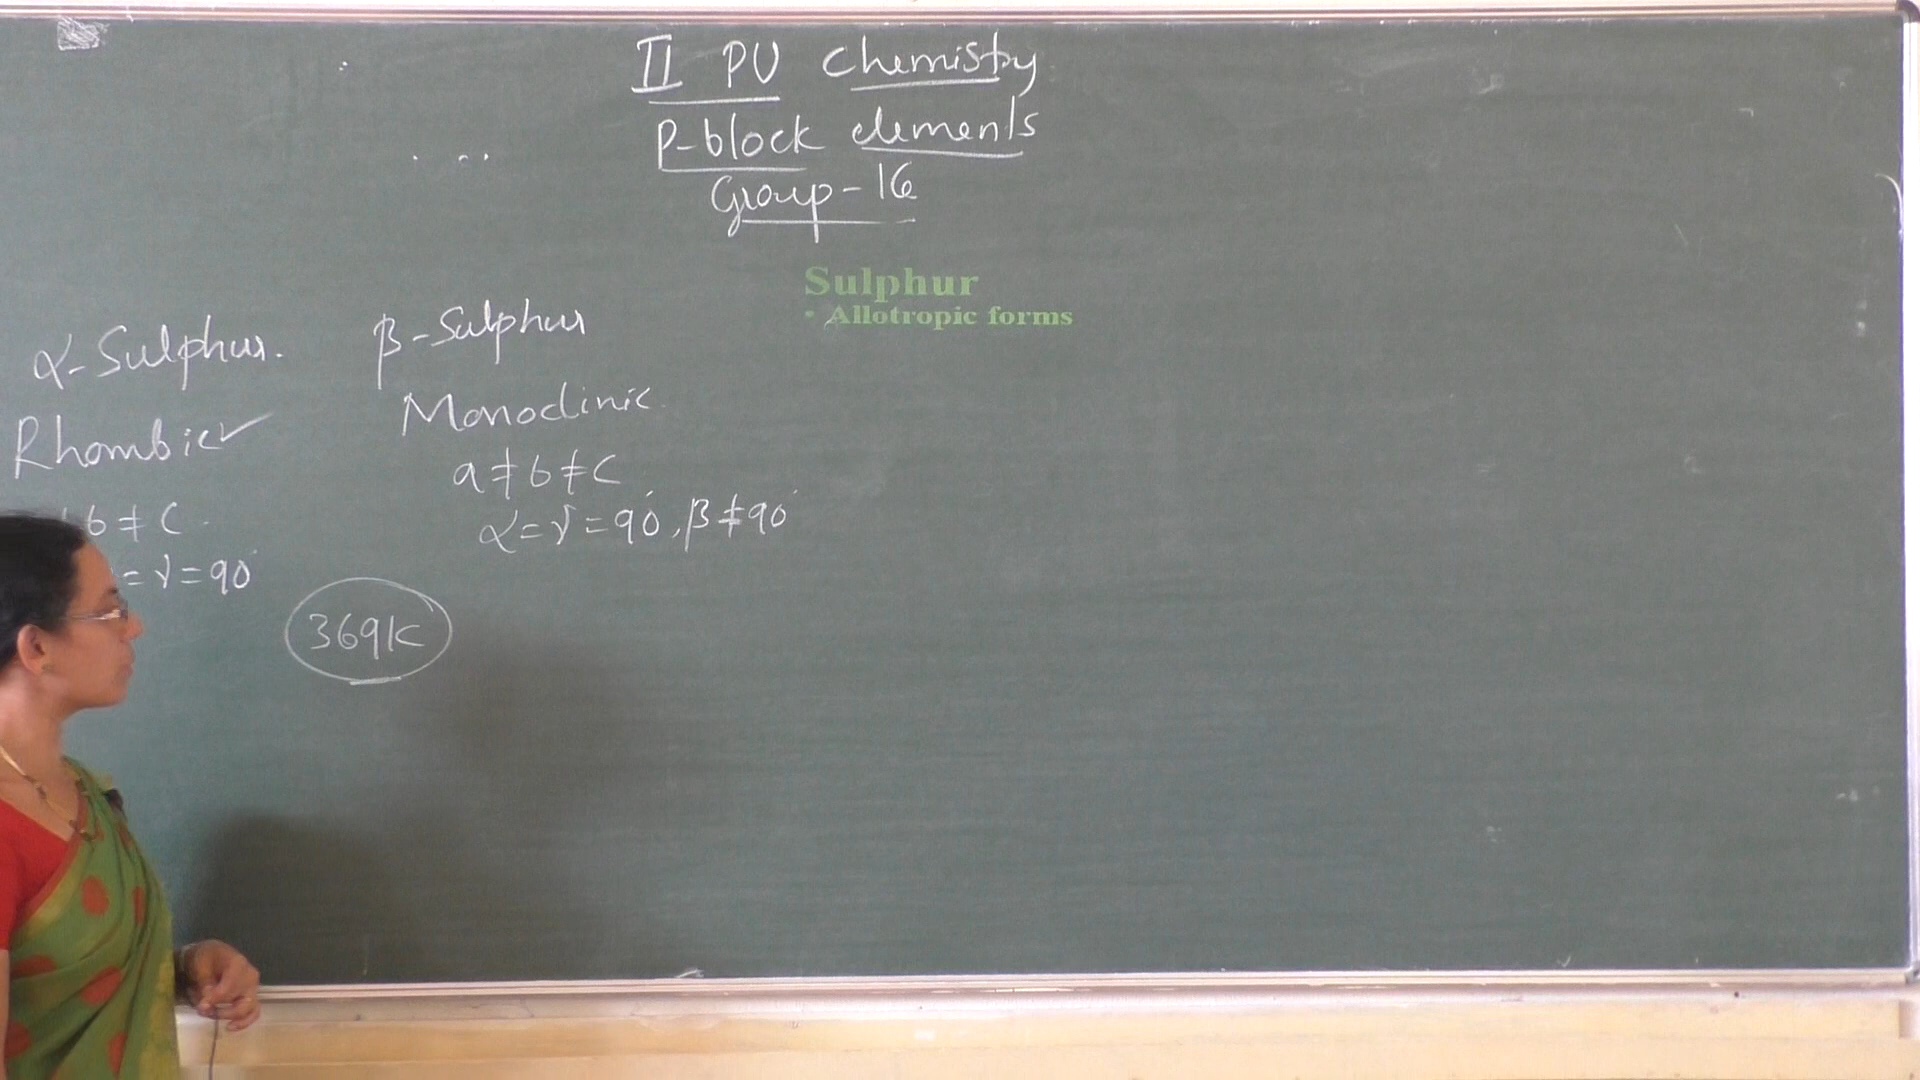 II PU Chemistry
P-block elements
Group-16
Sulphur
• Allotropic forms
α-Sulphur.
Rhombic✓
b ≠ C
= γ = 90°
β-Sulphur
Monoclinic
a ≠ b ≠ C
α = γ = 90°, β ≠ 90°
369K